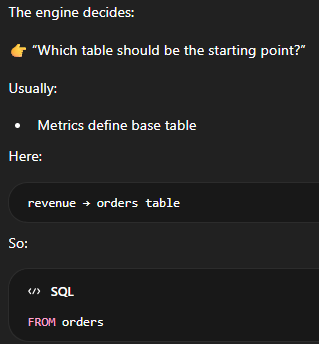 The engine decides:
👉 “Which table should be the starting point?”
Usually:
• Metrics define base table
Here:
revenue → orders table
So:
</> SQL
FROM orders